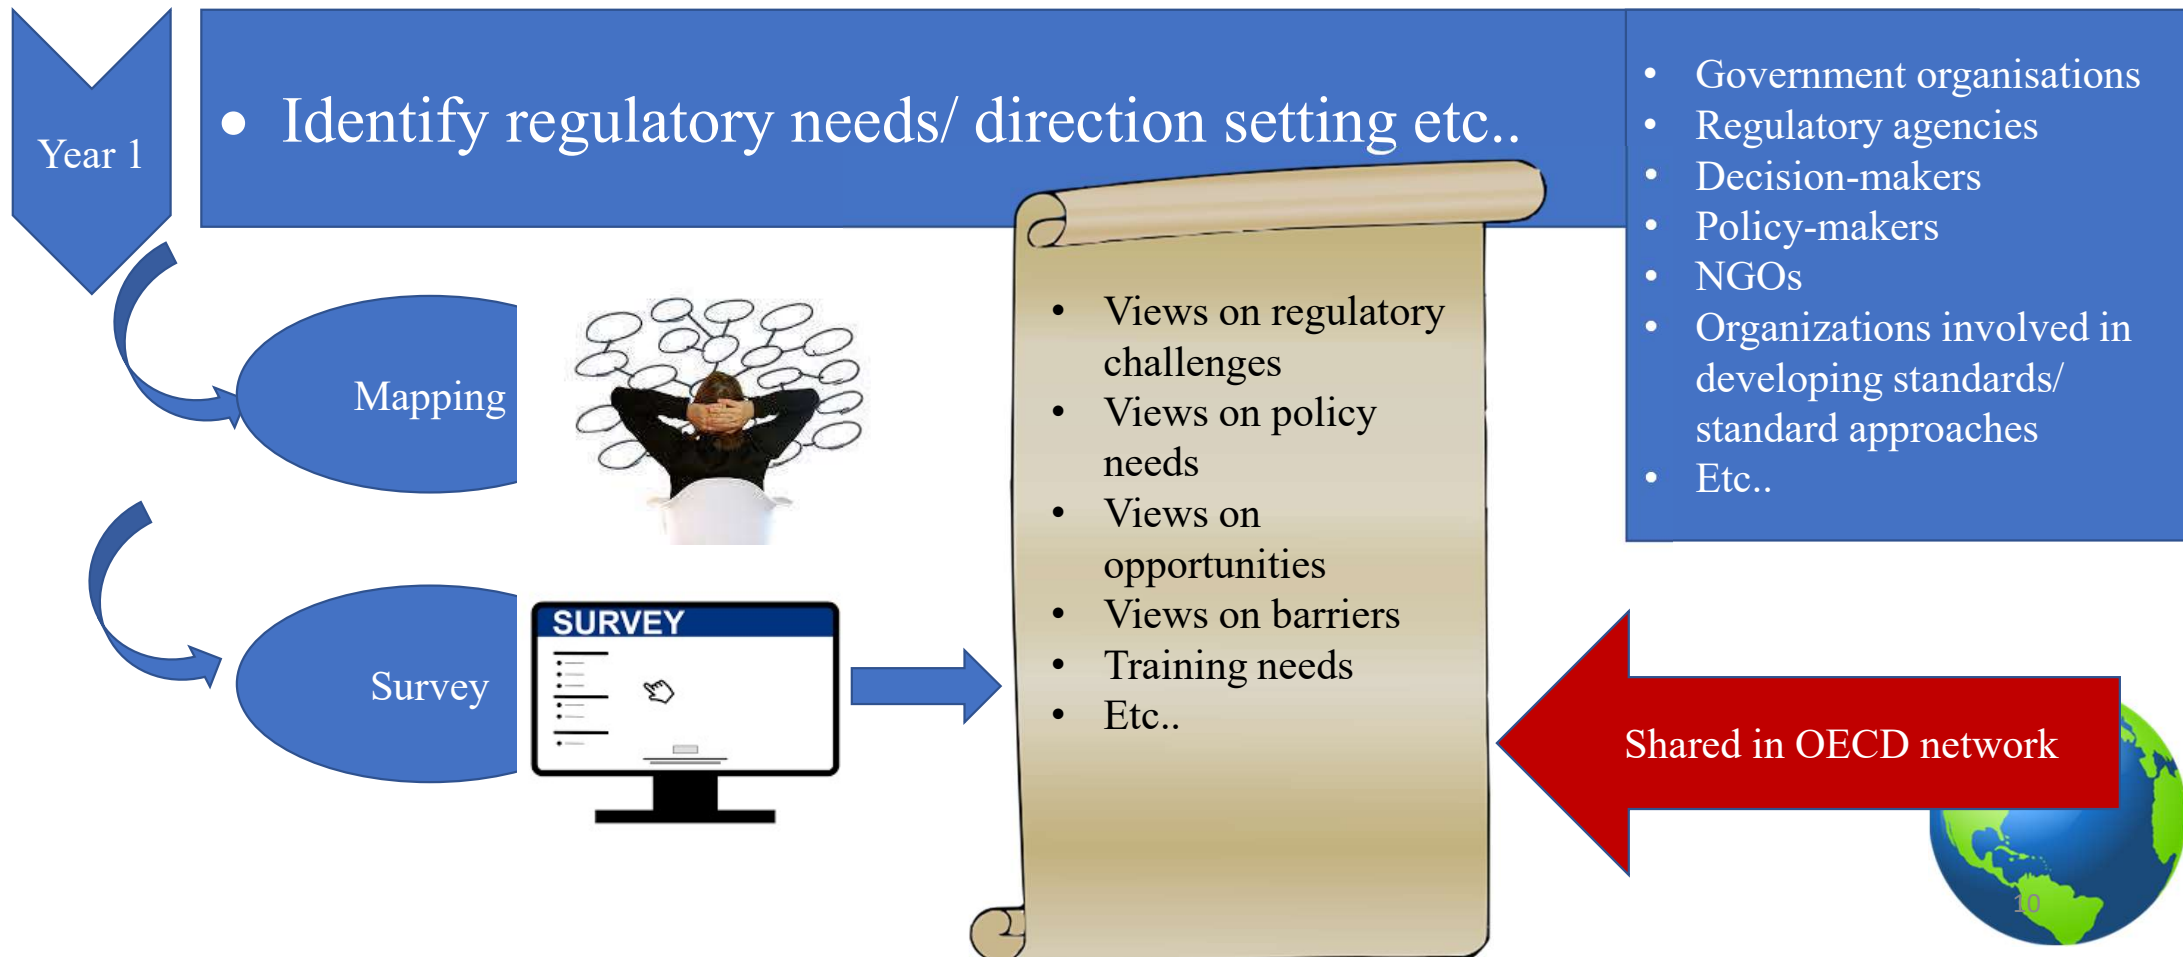 Year 1
• Identify regulatory needs/ direction setting etc..
• Government organisations
• Regulatory agencies
• Decision-makers
• Policy-makers
• NGOs
• Organizations involved in
developing standards/
standard approaches
• Etc..
Mapping
Survey
SURVEY
• Views on regulatory
challenges
• Views on policy
needs
• Views on
opportunities
• Views on barriers
• Training needs
• Etc..
Shared in OECD network
10